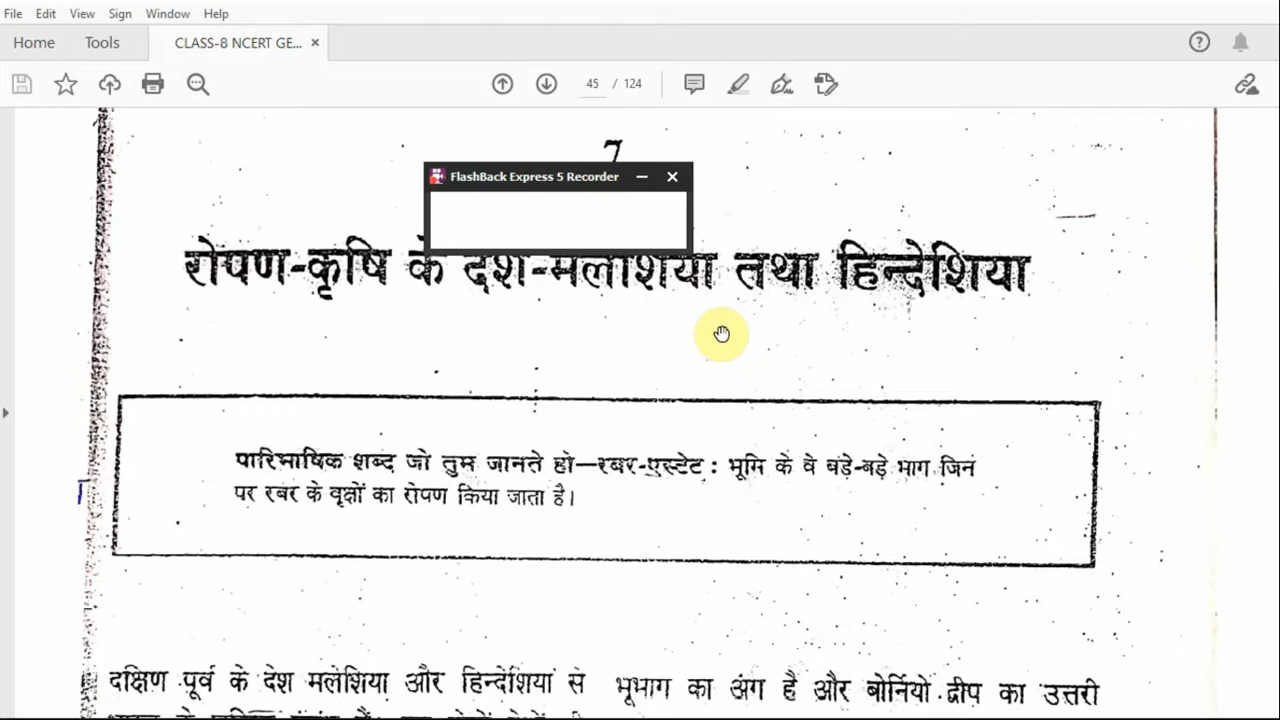 File Edit View Sign Window Help
Home Tools CLASS-8 NCERT GE... ×
45 / 124
7
FlashBack Express 5 Recorder
रोपण-कृषि के देश-मलेशिया तथा हिन्देशिया
पारिभाषिक शब्द जो तुम जानते हो—रबर-एस्टेट : भूमि के वे बड़े-बड़े भाग जिन
पर रबर के वृक्षों का रोपण किया जाता है।
दक्षिण पूर्व के देश मलेशिया और हिन्देशिया से
भूभाग का अंग है और बोर्नियो द्वीप का उत्तरी